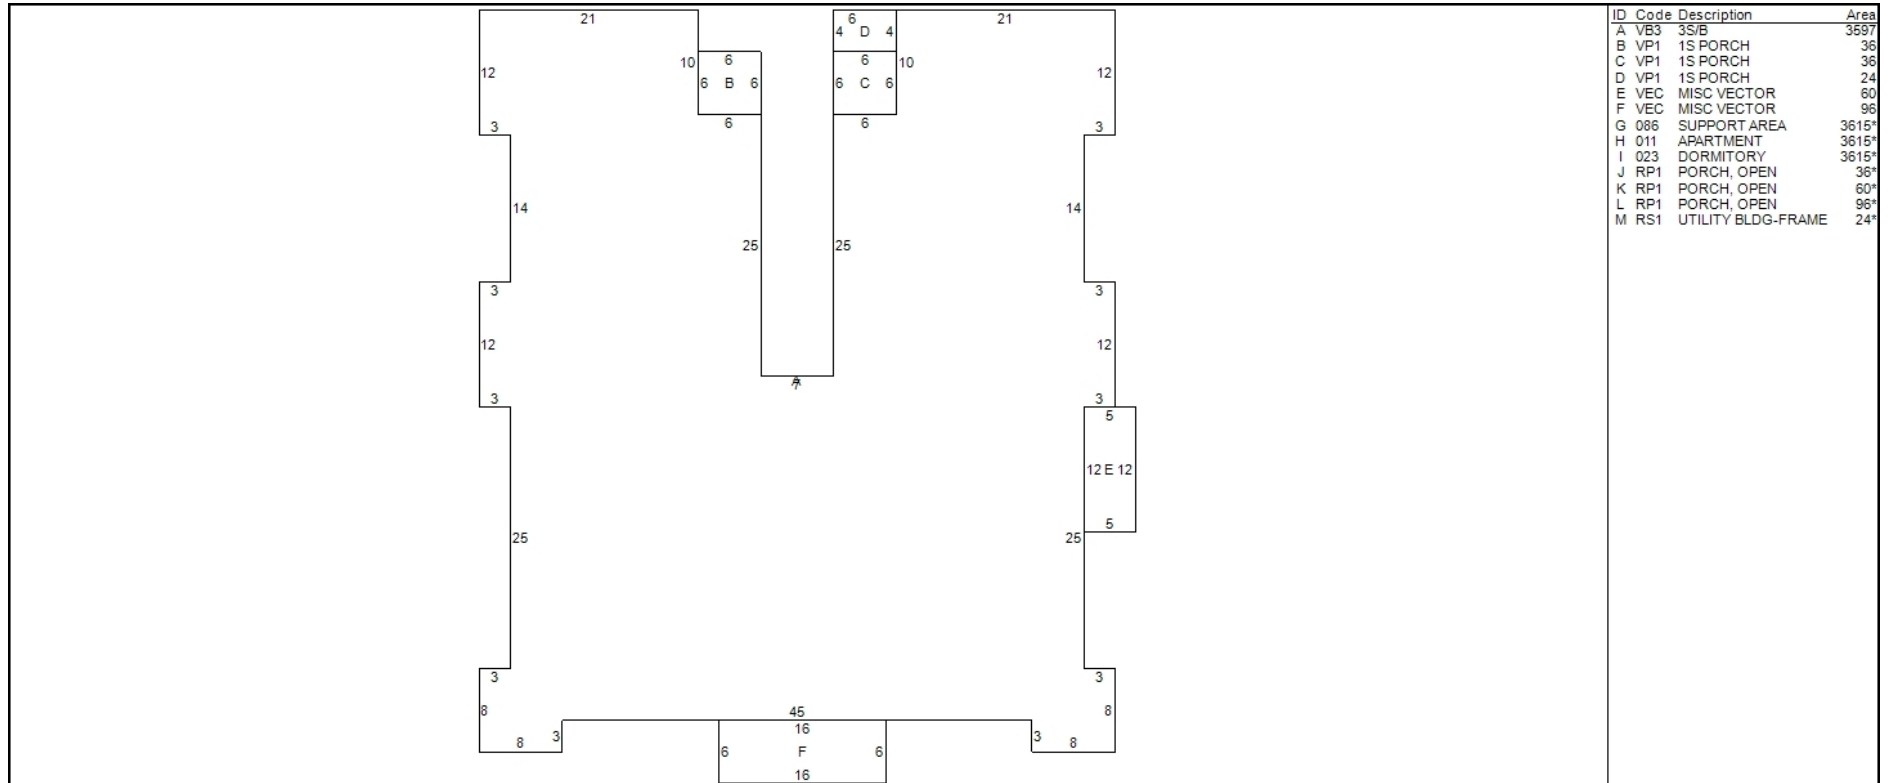 21
6
21
ID Code Description Area
4 D 4
A VB3 3S/B 3597
B VP1 1S PORCH 36
10 6
6 10
C VP1 1S PORCH 36
12
12
D VP1 1S PORCH 24
6 B 6
6 C 6
E VEC MISC VECTOR 60
F VEC MISC VECTOR 96
3
6
6
3
G 086 SUPPORT AREA 3615*
H 011 APARTMENT 3615*
I 023 DORMITORY 3615*
J RP1 PORCH, OPEN 36*
K RP1 PORCH, OPEN 60*
14
14
L RP1 PORCH, OPEN 96*
M RS1 UTILITY BLDG-FRAME 24*
25 25
3
3
12
12
A
7
3
3
5
12 E 12
5
25
25
3
3
8
45
8
16
8 3
6 F 6
3 8
16